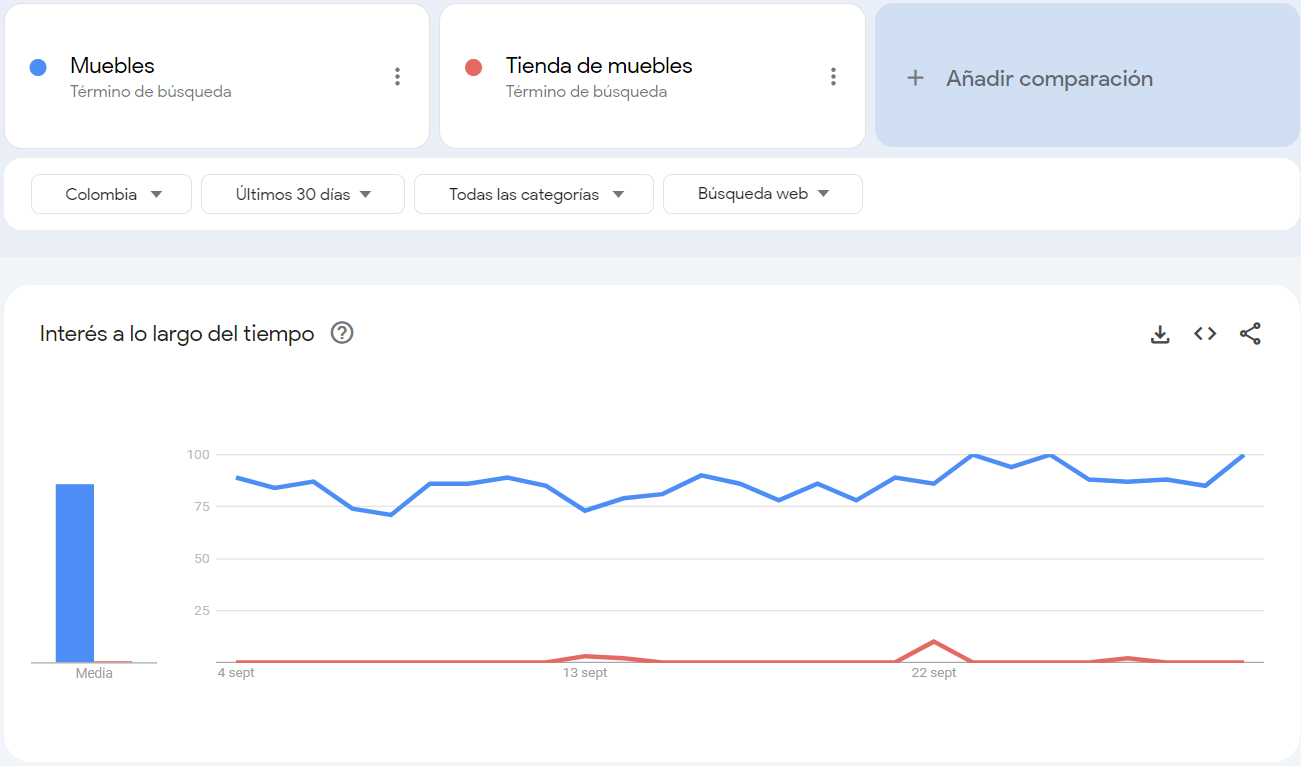 Muebles
Término de búsqueda
Tienda de muebles
Término de búsqueda
+ Añadir comparación
Colombia
Últimos 30 días
Todas las categorías
Búsqueda web
Interés a lo largo del tiempo
100
75
50
25
Media
4 sept
13 sept
22 sept